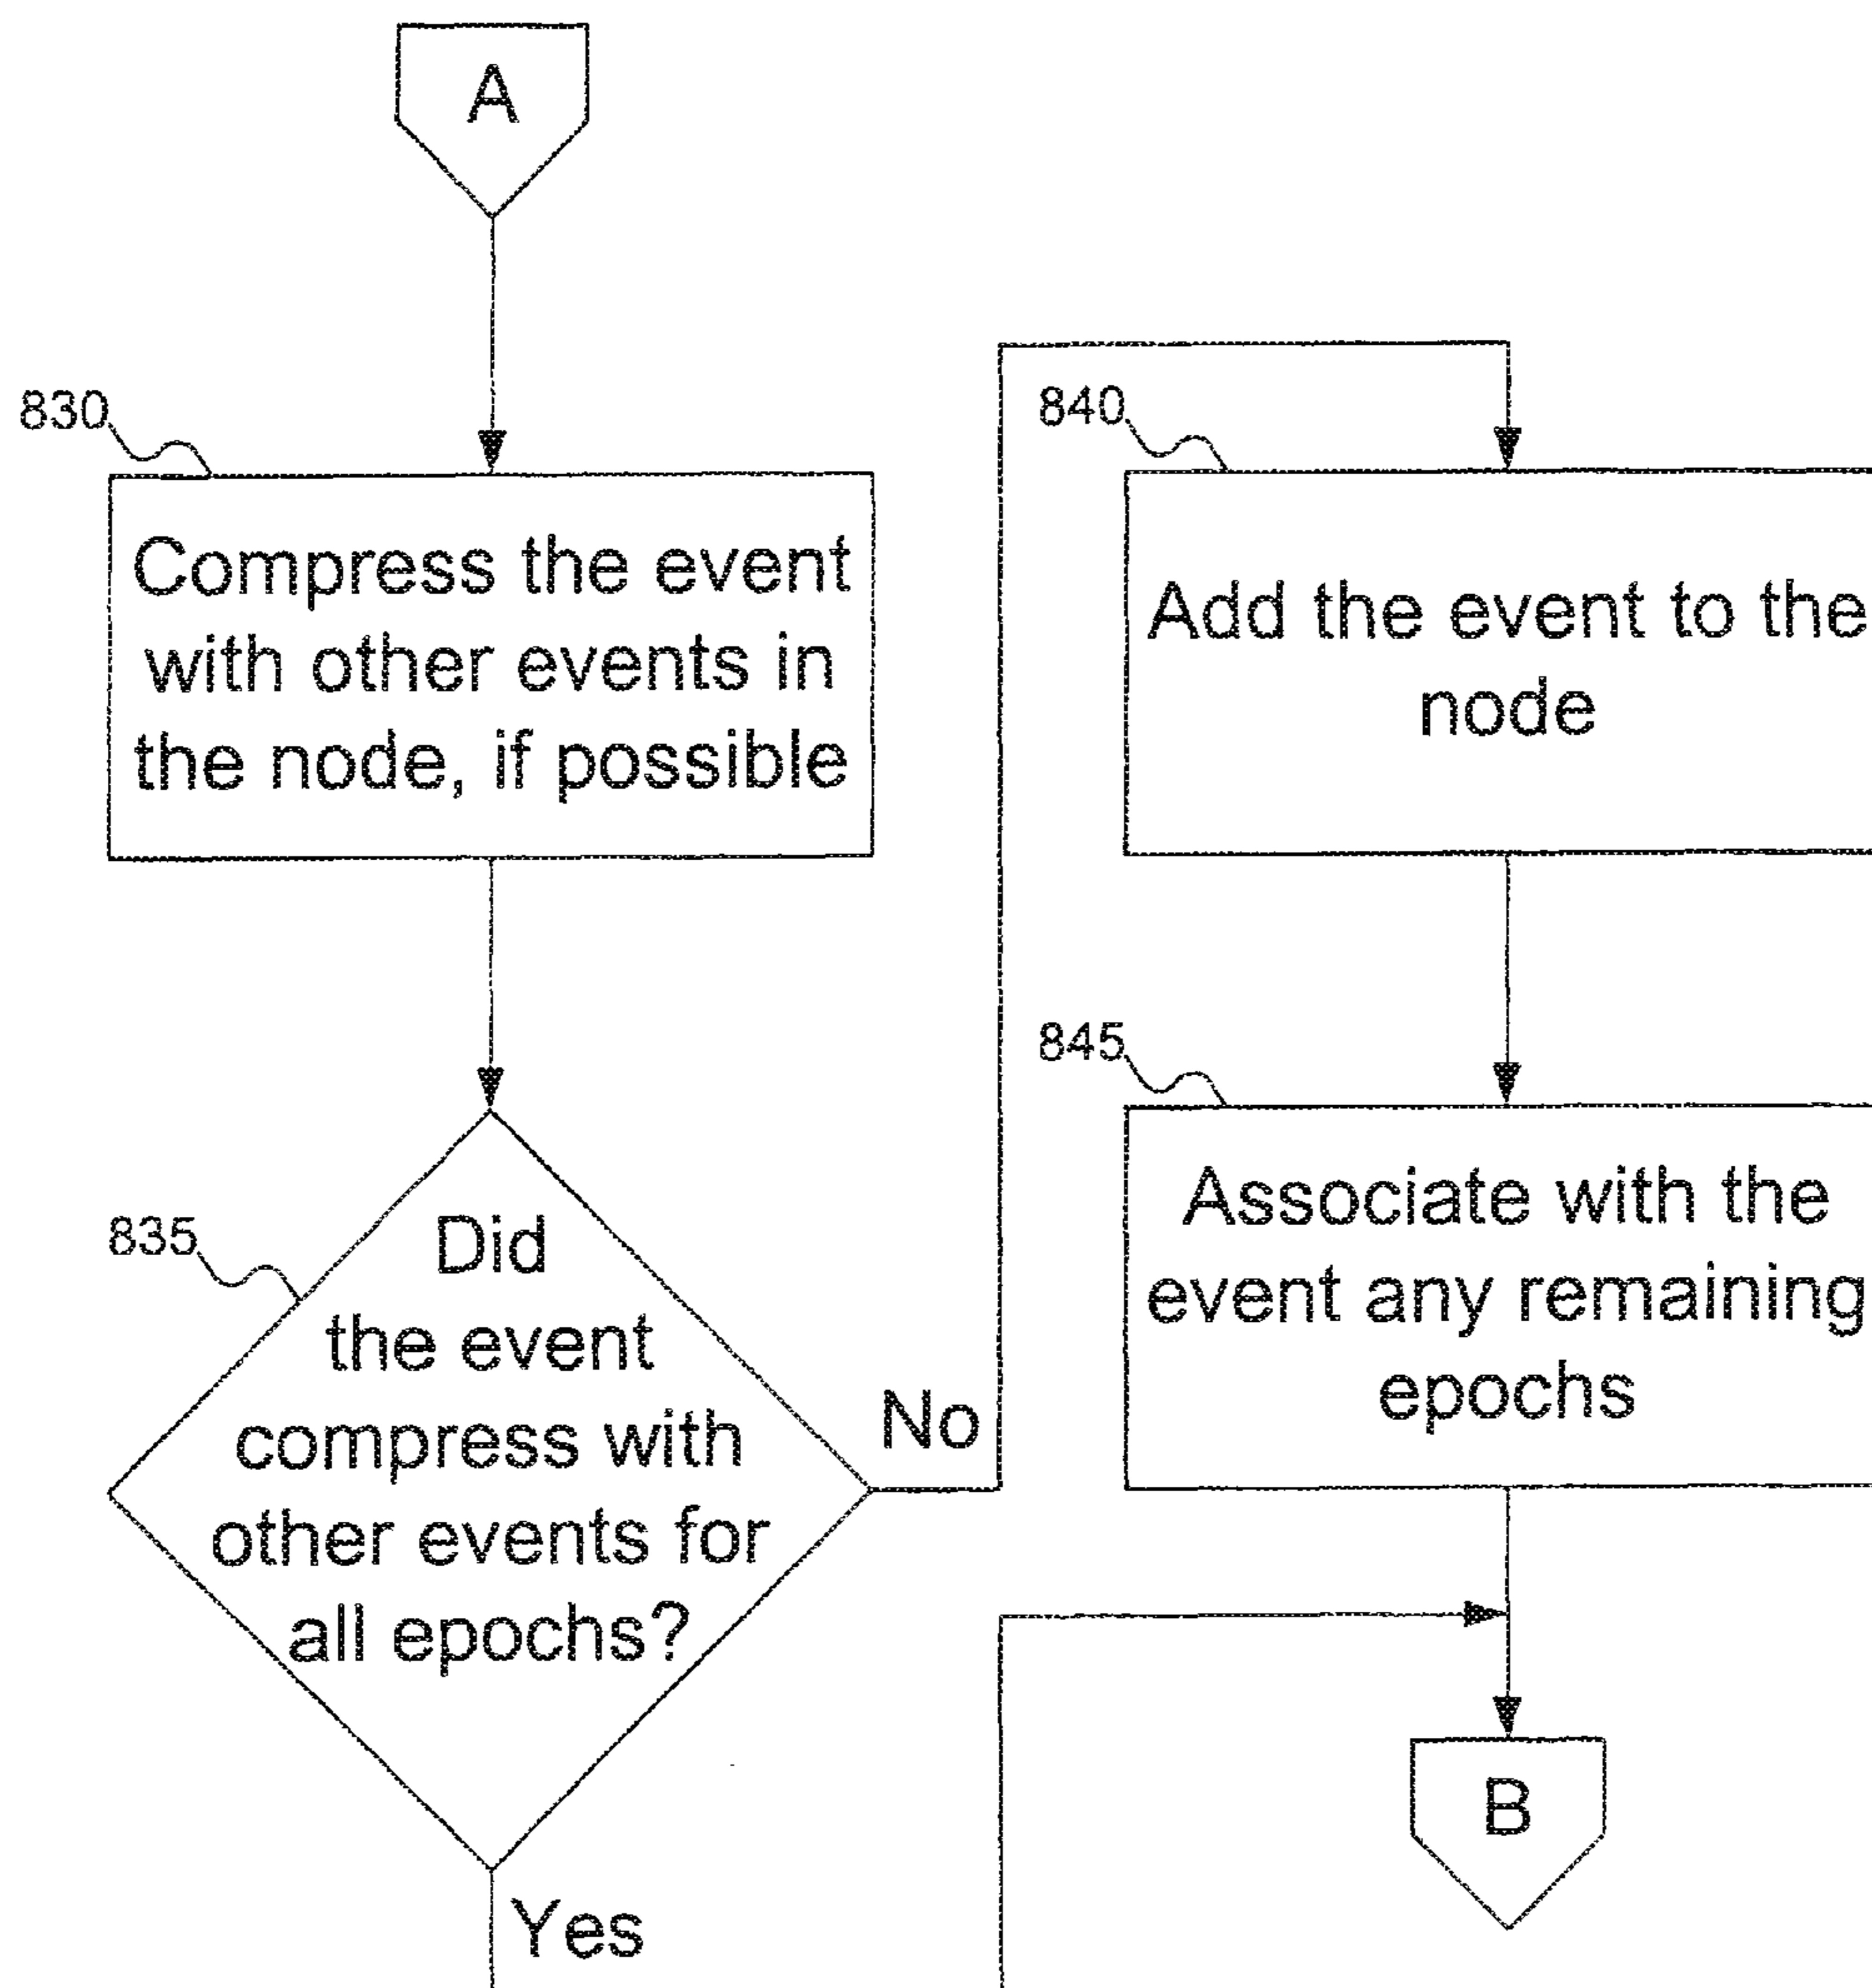 A
830
Compress the event
with other events in
the node, if possible
835
Did
the event
compress with
other events for
all epochs?
No
Yes
840
Add the event to the
node
845
Associate with the
event any remaining
epochs
B